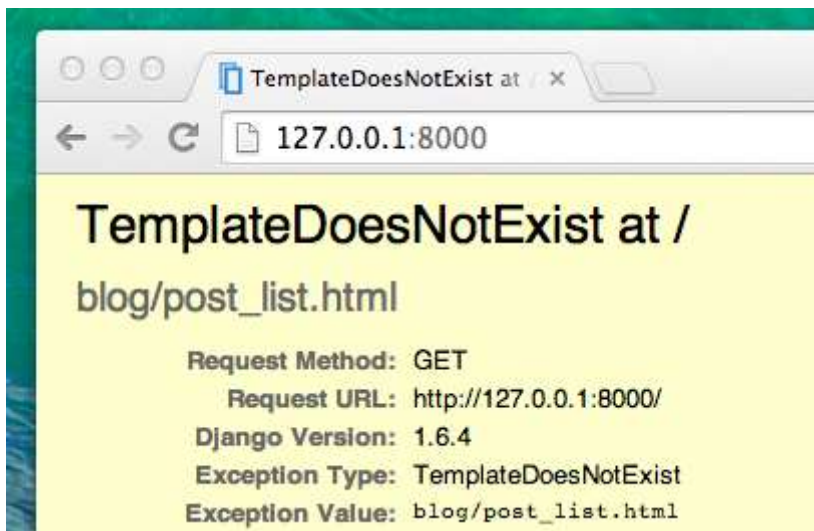 TemplateDoesNotExist at /
127.0.0.1:8000
TemplateDoesNotExist at /
blog/post_list.html
Request Method: GET
Request URL: http://127.0.0.1:8000/
Django Version: 1.6.4
Exception Type: TemplateDoesNotExist
Exception Value: blog/post_list.html